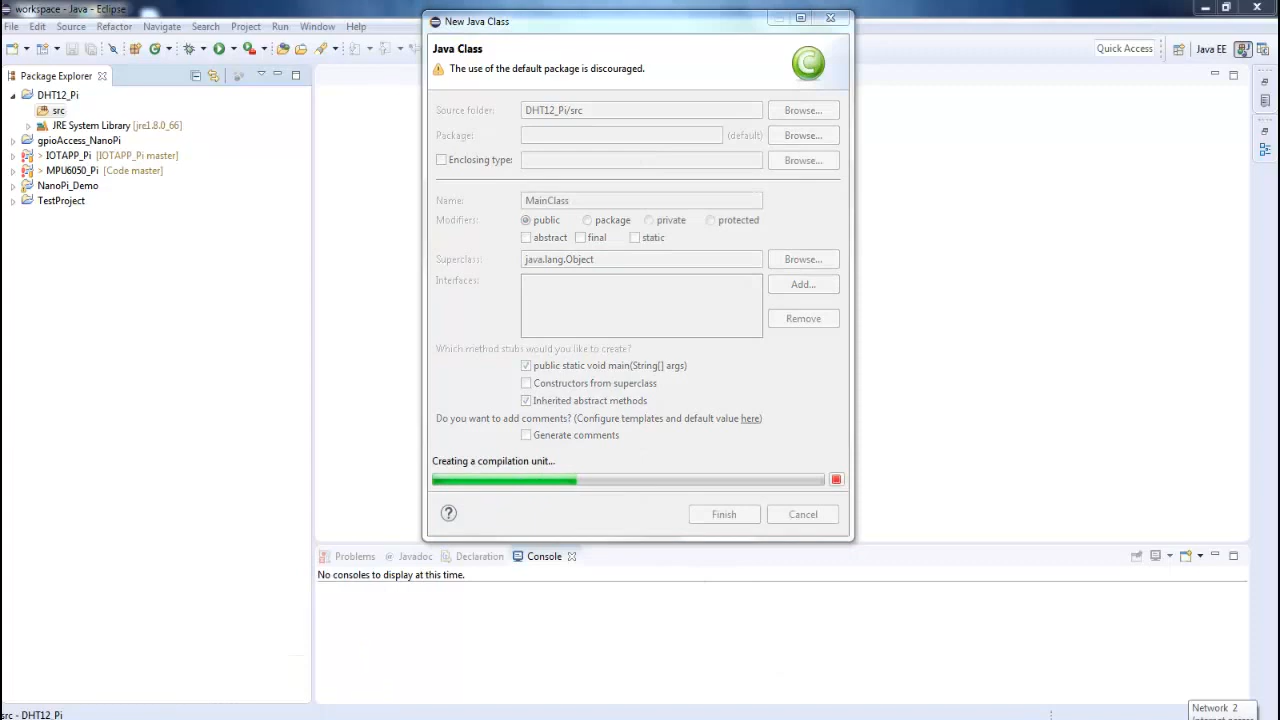 workspace - Java - Eclipse
File Edit Source Refactor Navigate Search Project Run Window Help
Quick Access
Java EE
Package Explorer
DHT12_Pi
src
JRE System Library [jre1.8.0_66]
gpioAccess_NanoPi
> IOTAPP_Pi [IOTAPP_Pi master]
> MPU6050_Pi [Code master]
NanoPi_Demo
TestProject
New Java Class
Java Class
The use of the default package is discouraged.
Source folder: DHT12_Pi/src Browse...
Package: (default) Browse...
Enclosing type: Browse...
Name: MainClass
Modifiers: public package private protected
abstract final static
Superclass: java.lang.Object Browse...
Interfaces: Add...
Remove
Which method stubs would you like to create?
public static void main(String[] args)
Constructors from superclass
Inherited abstract methods
Do you want to add comments? (Configure templates and default value here)
Generate comments
Creating a compilation unit...
Finish Cancel
Problems Javadoc Declaration Console
No consoles to display at this time.
src - DHT12_Pi
Network 2